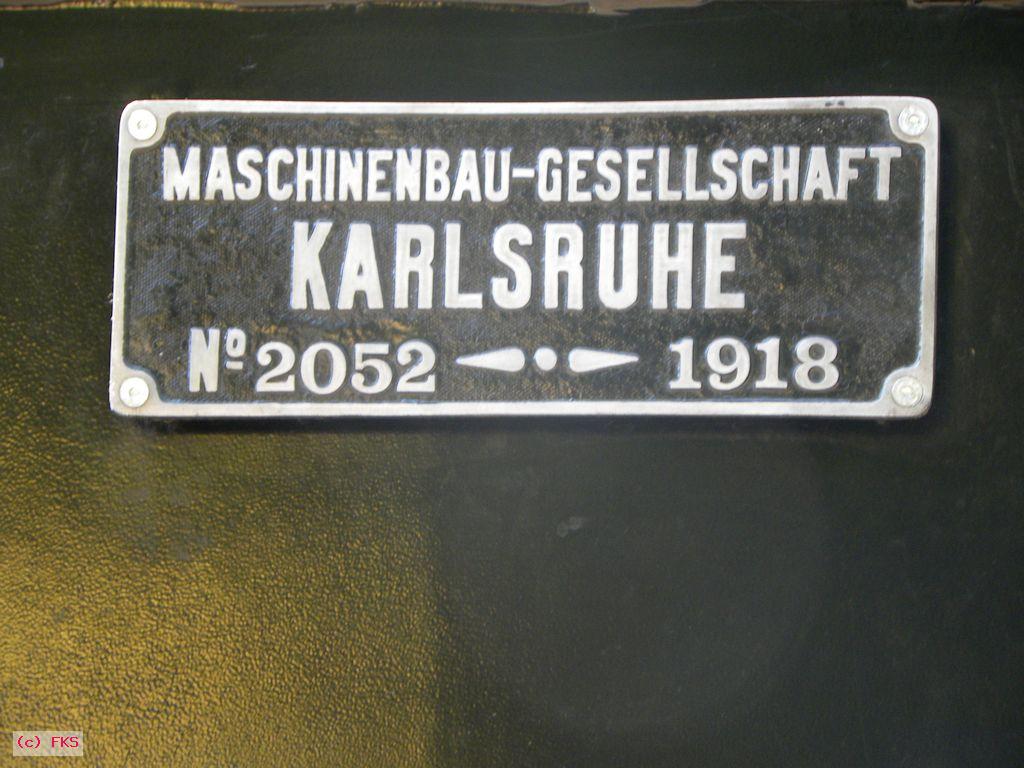 MASCHINENBAU-GESELLSCHAFT
KARLSRUHE
Nº 2052 1918
(c) FKS